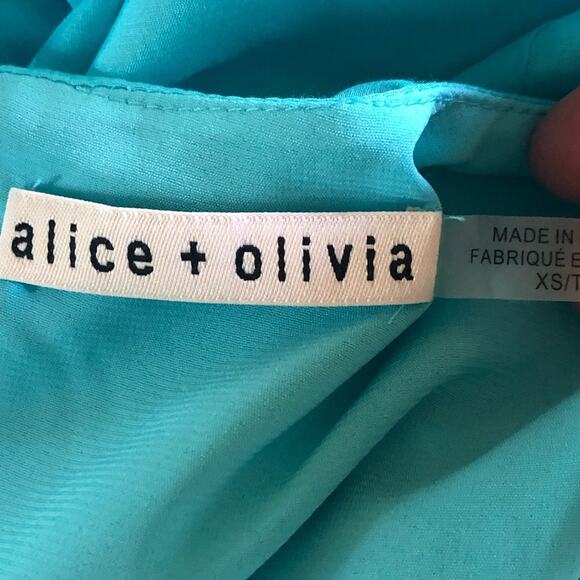 alice + olivia
MADE IN
FABRIQUÉ
XS/T